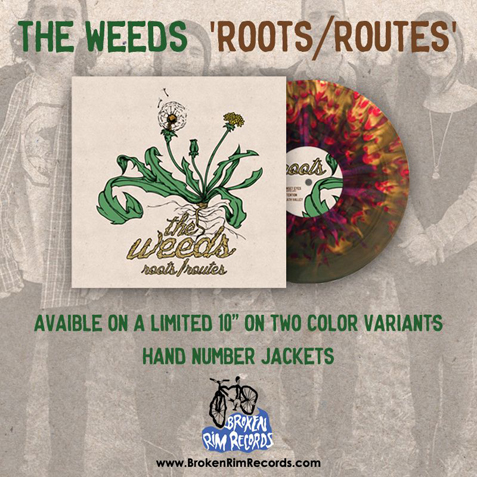 THE WEEDS 'ROOTS/ROUTES'
the
weeds
roots/routes
roots
AVAIBLE ON A LIMITED 10" ON TWO COLOR VARIANTS
HAND NUMBER JACKETS
BROKEN
RIM RECORDS
www.BrokenRimRecords.com